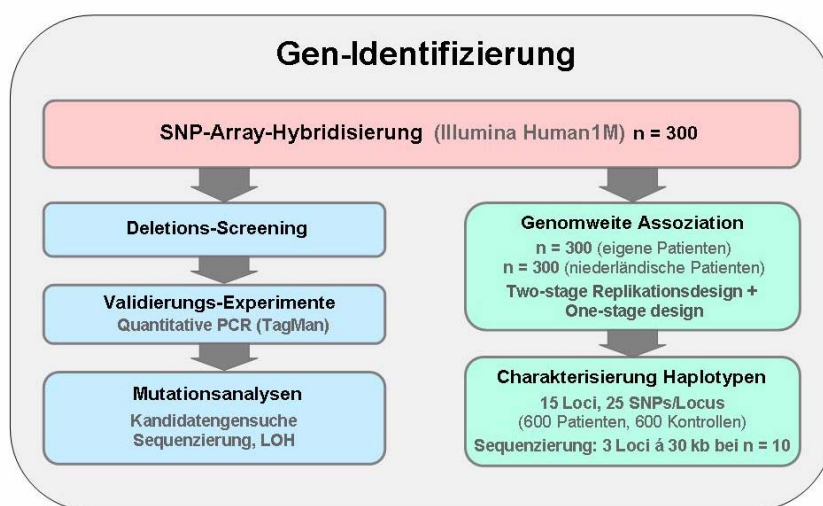 Gen-Identifizierung
SNP-Array-Hybridisierung (Illumina Human1M) n = 300
Deletions-Screening
Validierungs-Experimente
Quantitative PCR (TagMan)
Mutationsanalysen
Kandidatengensuche
Sequenzierung, LOH
Genomweite Assoziation
n = 300 (eigene Patienten)
n = 300 (niederländische Patienten)
Two-stage Replikationsdesign +
One-stage design
Charakterisierung Haplotypen
15 Loci, 25 SNPs/Locus
(600 Patienten, 600 Kontrollen)
Sequenzierung: 3 Loci á 30 kb bei n = 10